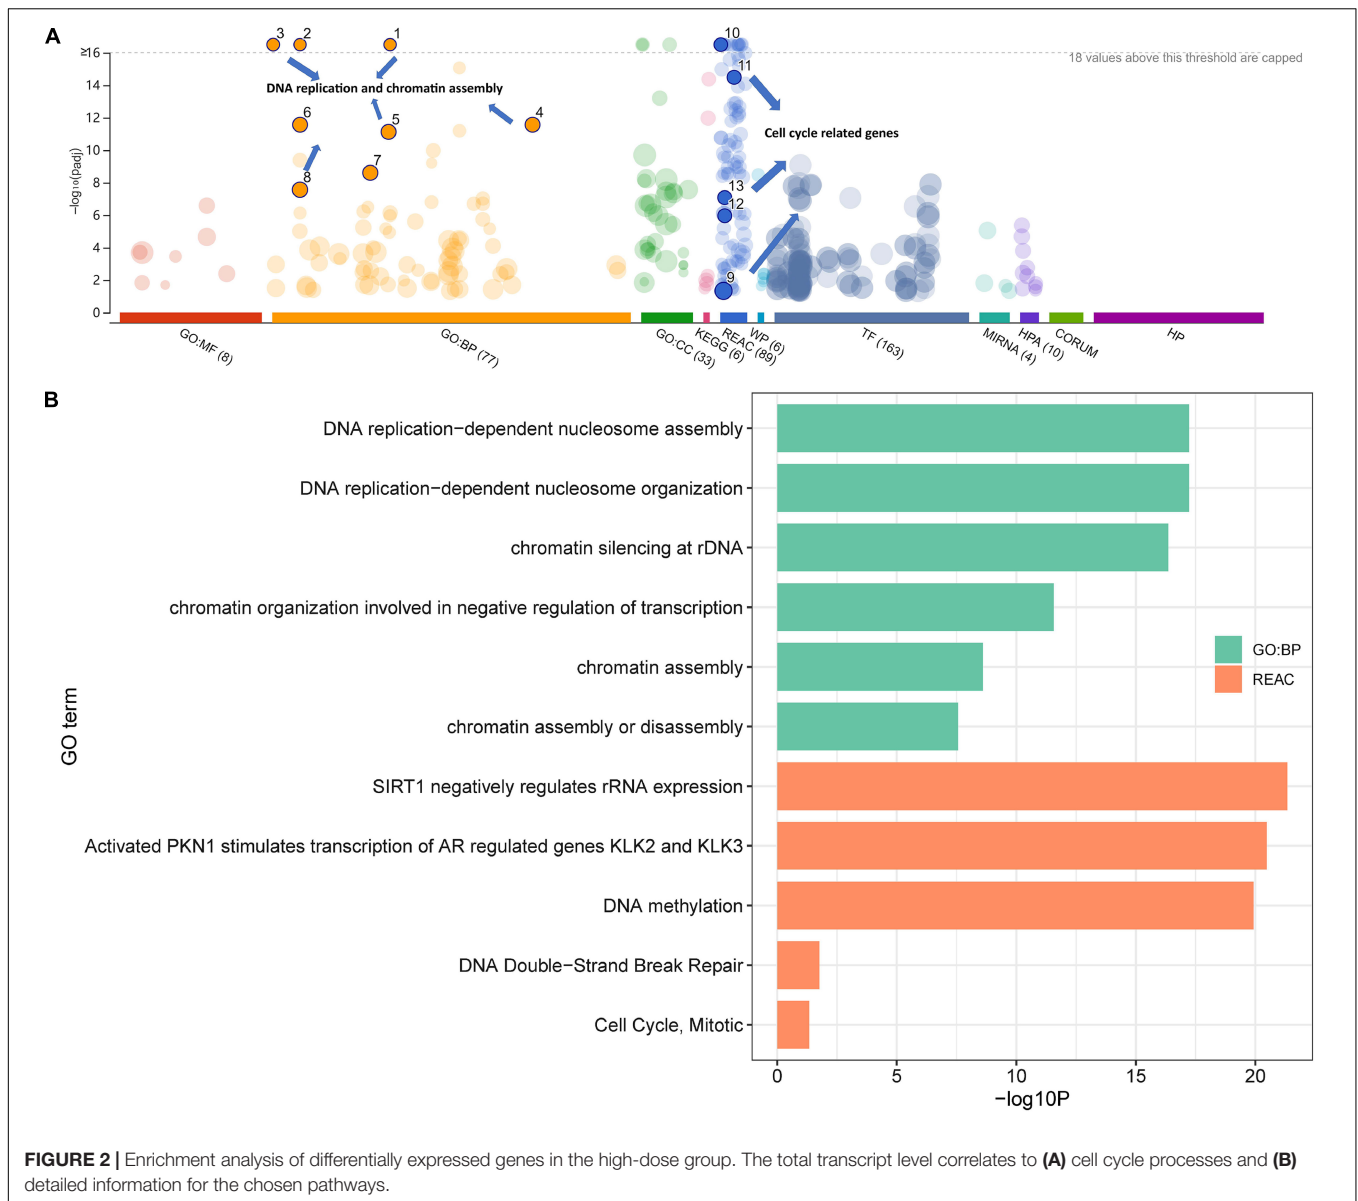 A
3 2 1 10
≥16
18 values above this threshold are capped
11
14
DNA replication and chromatin assembly
12
6 5 4
Cell cycle related genes
10
7
8
8
13
12
6
4
2
9
0
−log10(padj)
GO:MF (8)
GO:BP (77)
GO:CC (33)
KEGG (6)
REAC (89)
WP (6)
TF (163)
MIRNA (4)
HPA (10)
CORUM
HP
B
GO term
DNA replication−dependent nucleosome assembly
DNA replication−dependent nucleosome organization
chromatin silencing at rDNA
chromatin organization involved in negative regulation of transcription
chromatin assembly
chromatin assembly or disassembly
SIRT1 negatively regulates rRNA expression
Activated PKN1 stimulates transcription of AR regulated genes KLK2 and KLK3
DNA methylation
DNA Double−Strand Break Repair
Cell Cycle, Mitotic
GO:BP
REAC
0 5 10 15 20
−log10P
FIGURE 2 | Enrichment analysis of differentially expressed genes in the high-dose group. The total transcript level correlates to (A) cell cycle processes and (B)
detailed information for the chosen pathways.